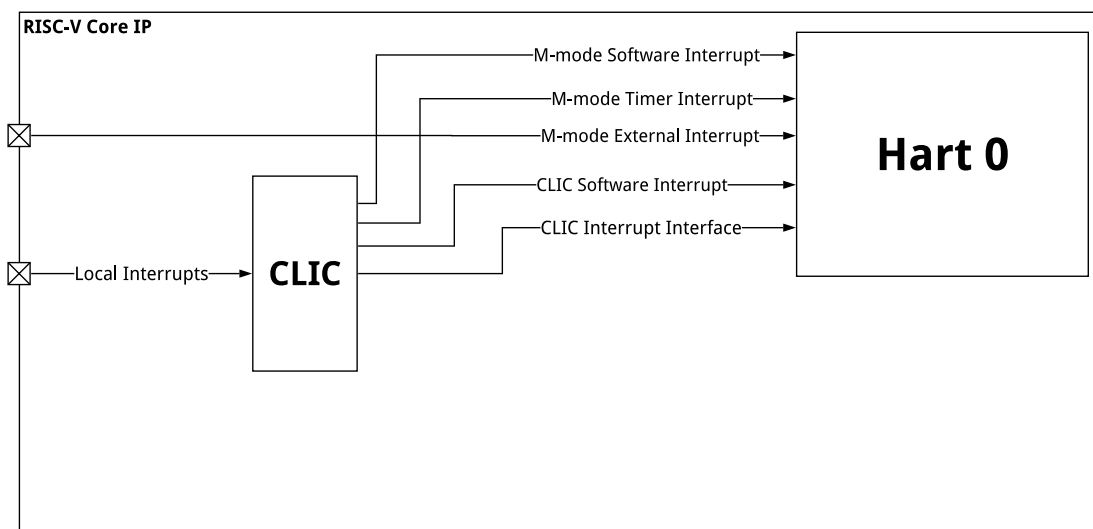 RISC-V Core IP
M-mode Software Interrupt
M-mode Timer Interrupt
M-mode External Interrupt
Hart 0
CLIC Software Interrupt
CLIC Interrupt Interface
Local Interrupts
CLIC